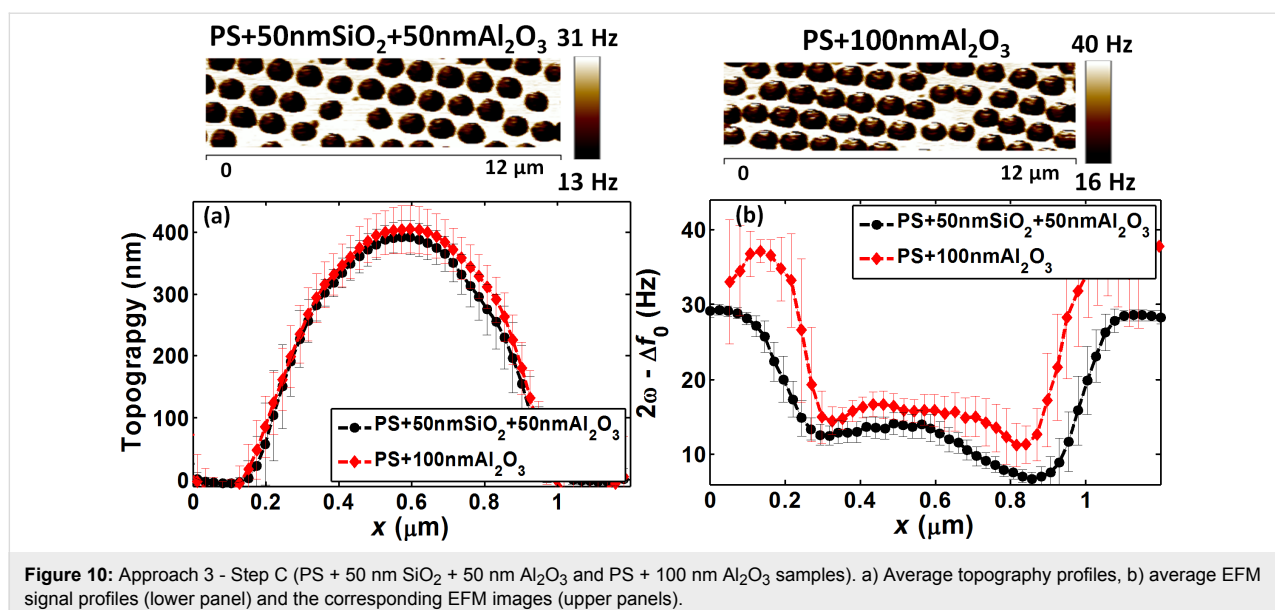 PS+50nmSiO₂+50nmAl₂O₃ 31 Hz
0 12 μm
13 Hz
PS+100nmAl₂O₃ 40 Hz
0 12 μm
16 Hz
(a)
Topograpgy (nm)
400
300
200
100
0
PS+50nmSiO₂+50nmAl₂O₃
PS+100nmAl₂O₃
0 0.2 0.4 0.6 0.8 1
x (μm)
(b)
2ω - Δf₀ (Hz)
40
30
20
10
PS+50nmSiO₂+50nmAl₂O₃
PS+100nmAl₂O₃
0 0.2 0.4 0.6 0.8 1
x (μm)
Figure 10: Approach 3 - Step C (PS + 50 nm SiO₂ + 50 nm Al₂O₃ and PS + 100 nm Al₂O₃ samples). a) Average topography profiles, b) average EFM
signal profiles (lower panel) and the corresponding EFM images (upper panels).